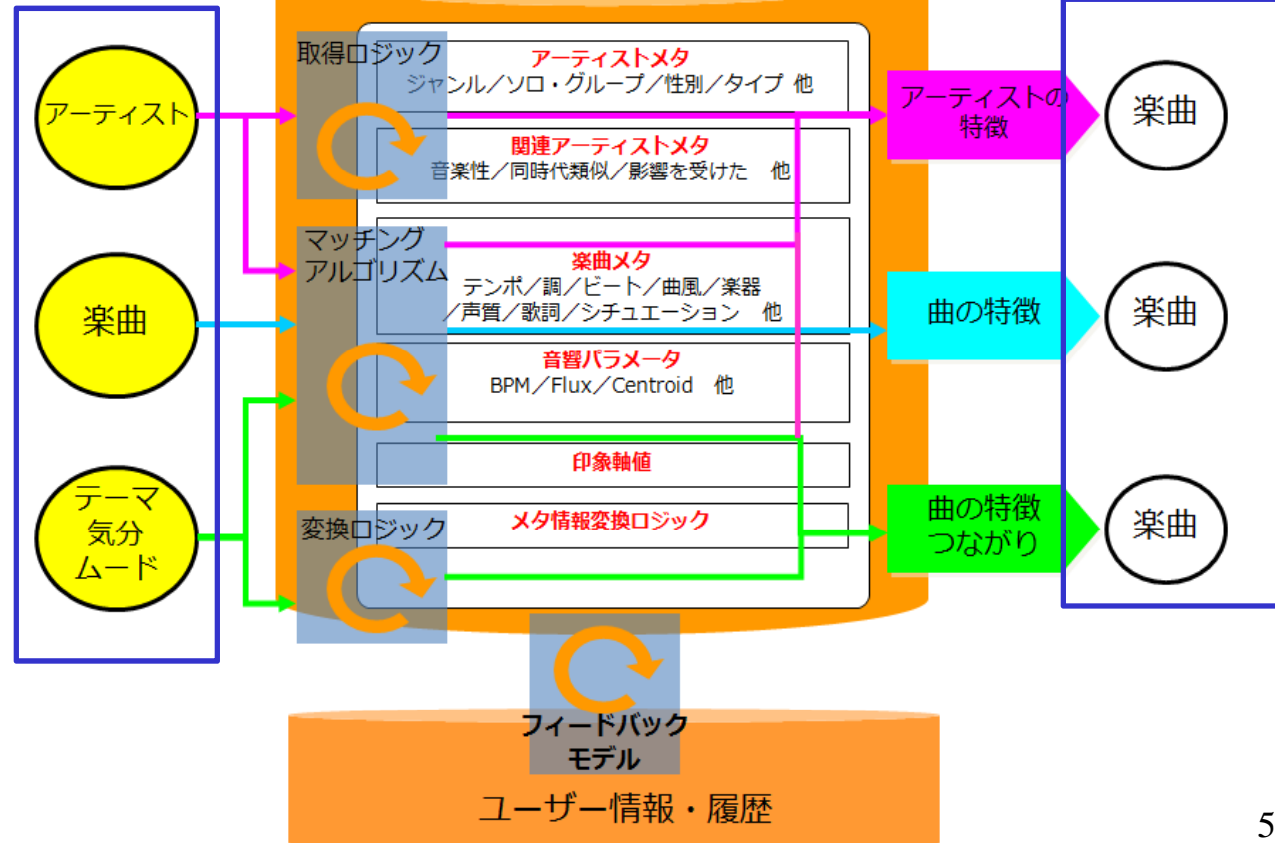 アーティスト
楽曲
テーマ
気分
ムード
取得ロジック
マッチング
アルゴリズム
変換ロジック
アーティストメタ
ジャンル／ソロ・グループ／性別／タイプ 他
関連アーティストメタ
音楽性／同時代類似／影響を受けた 他
楽曲メタ
テンポ／調／ビート／曲風／楽器
／声質／歌詞／シチュエーション 他
音響パラメータ
BPM／Flux／Centroid 他
印象軸値
メタ情報変換ロジック
アーティストの
特徴
曲の特徴
曲の特徴
つながり
楽曲
楽曲
楽曲
フィードバック
モデル
ユーザー情報・履歴
5